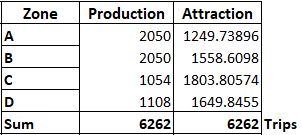 Zone Production Attraction
A 2050 1249.73896
B 2050 1558.6098
C 1054 1803.80574
D 1108 1649.8455
Sum 6262 6262 Trips